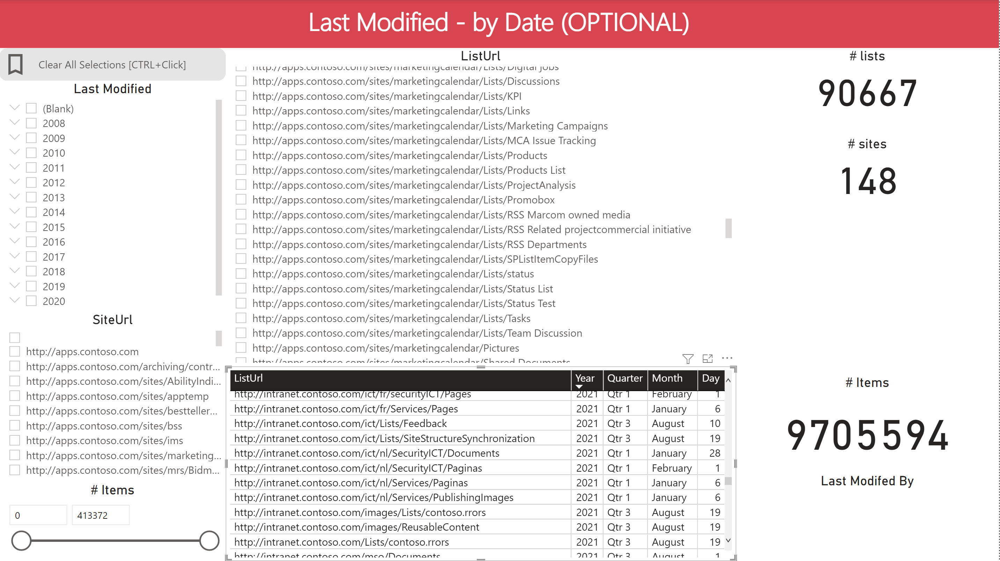 Last Modified - by Date (OPTIONAL)
Clear All Selections [CTRL+Click]
Last Modified
(Blank)
2008
2009
2010
2011
2012
2013
2014
2015
2016
2017
2018
2019
2020
SiteUrl
http://apps.contoso.com
http://apps.contoso.com/archiving/contr...
http://apps.contoso.com/sites/AbilityIndi...
http://apps.contoso.com/sites/apptemp
http://apps.contoso.com/sites/bestteller...
http://apps.contoso.com/sites/bss
http://apps.contoso.com/sites/ims
http://apps.contoso.com/sites/marketing...
http://apps.contoso.com/sites/mrs/Bidm...
# Items
0 413372
ListUrl
http://apps.contoso.com/sites/marketingcalendar/Lists/Digital jobs
http://apps.contoso.com/sites/marketingcalendar/Lists/Discussions
http://apps.contoso.com/sites/marketingcalendar/Lists/KPI
http://apps.contoso.com/sites/marketingcalendar/Lists/Links
http://apps.contoso.com/sites/marketingcalendar/Lists/Marketing Campaigns
http://apps.contoso.com/sites/marketingcalendar/Lists/MCA Issue Tracking
http://apps.contoso.com/sites/marketingcalendar/Lists/Products
http://apps.contoso.com/sites/marketingcalendar/Lists/Products List
http://apps.contoso.com/sites/marketingcalendar/Lists/ProjectAnalysis
http://apps.contoso.com/sites/marketingcalendar/Lists/Promobox
http://apps.contoso.com/sites/marketingcalendar/Lists/RSS Marcom owned media
http://apps.contoso.com/sites/marketingcalendar/Lists/RSS Related projectcommercial initiative
http://apps.contoso.com/sites/marketingcalendar/Lists/RSS Departments
http://apps.contoso.com/sites/marketingcalendar/Lists/SPListItemCopyFiles
http://apps.contoso.com/sites/marketingcalendar/Lists/status
http://apps.contoso.com/sites/marketingcalendar/Lists/Status List
http://apps.contoso.com/sites/marketingcalendar/Lists/Status Test
http://apps.contoso.com/sites/marketingcalendar/Lists/Tasks
http://apps.contoso.com/sites/marketingcalendar/Lists/Team Discussion
http://apps.contoso.com/sites/marketingcalendar/Pictures
http://apps.contoso.com/sites/marketingcalendar/Shared Documents
ListUrl Year Quarter Month Day
http://intranet.contoso.com/ict/fr/securityICT/Pages 2021 Qtr 1 February 1
http://intranet.contoso.com/ict/fr/Services/Pages 2021 Qtr 1 January 6
http://intranet.contoso.com/ict/Lists/Feedback 2021 Qtr 3 August 10
http://intranet.contoso.com/ict/Lists/SiteStructureSynchronization 2021 Qtr 3 August 19
http://intranet.contoso.com/ict/nl/SecurityICT/Documents 2021 Qtr 1 January 28
http://intranet.contoso.com/ict/nl/SecurityICT/Paginas 2021 Qtr 1 February 1
http://intranet.contoso.com/ict/nl/Services/Paginas 2021 Qtr 1 January 6
http://intranet.contoso.com/ict/nl/Services/PublishingImages 2021 Qtr 1 January 6
http://intranet.contoso.com/images/Lists/contoso.rrors 2021 Qtr 3 August 19
http://intranet.contoso.com/images/ReusableContent 2021 Qtr 3 August 19
http://intranet.contoso.com/Lists/contoso.rrors 2021 Qtr 3 August 19
http://intranet.contoso.com/mso/Documents 2021 Qtr 3 August 1
# lists
90667
# sites
148
# Items
9705594
Last Modifed By